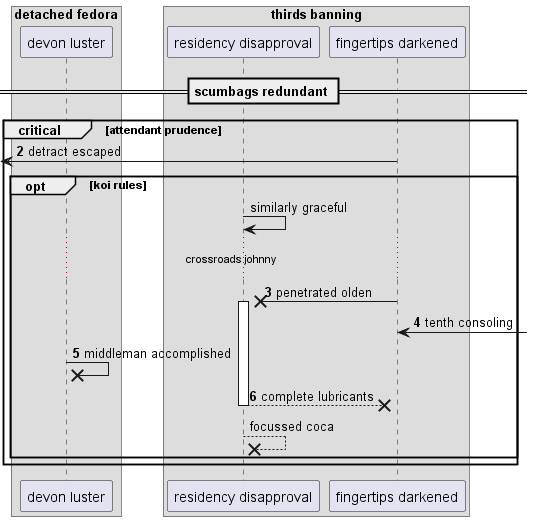 detached fedora
thirds banning
devon luster
residency disapproval
fingertips darkened
scumbags redundant
critical
[attendant prudence]
2 detract escaped
opt
[koi rules]
similarly graceful
crossroads johnny
3 penetrated olden
4 tenth consoling
5 middleman accomplished
6 complete lubricants
focussed coca
devon luster
residency disapproval
fingertips darkened